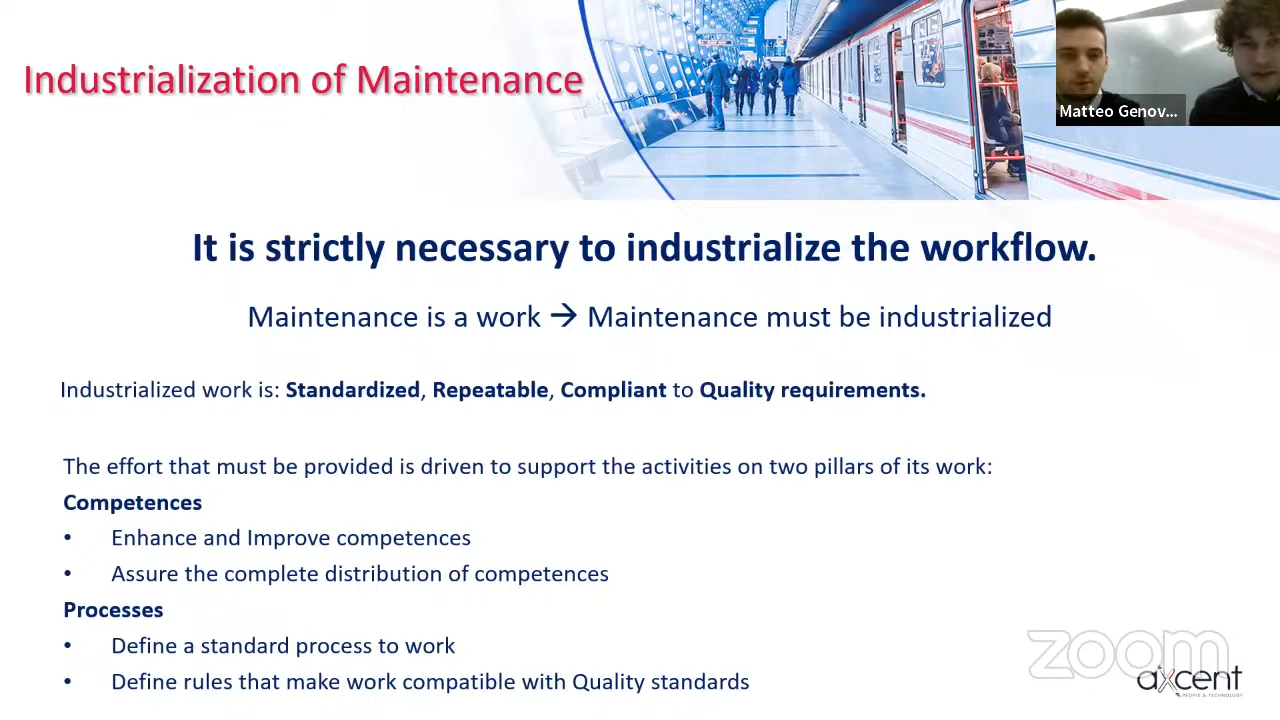 Industrialization of Maintenance
Matteo Genov...
It is strictly necessary to industrialize the workflow.
Maintenance is a work → Maintenance must be industrialized
Industrialized work is: Standardized, Repeatable, Compliant to Quality requirements.
The effort that must be provided is driven to support the activities on two pillars of its work:
Competences
• Enhance and Improve competences
• Assure the complete distribution of competences
Processes
• Define a standard process to work
• Define rules that make work compatible with Quality standards
zoom
axcent
PEOPLE & TECHNOLOGY